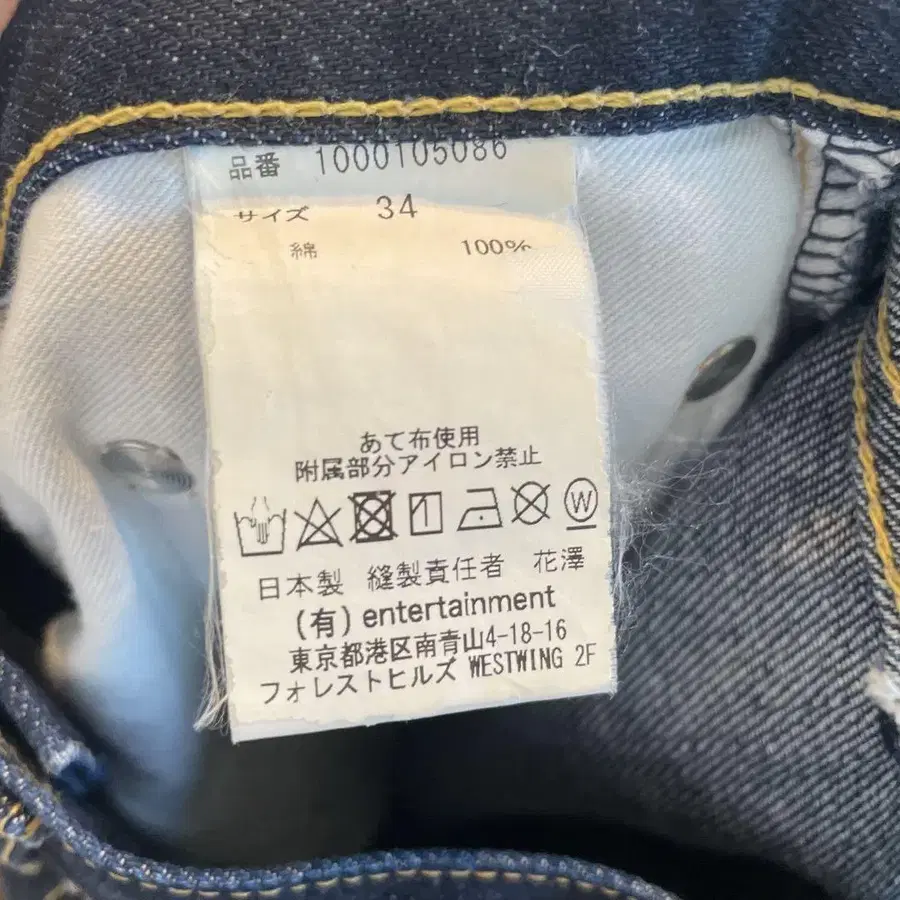 品番 1000105086
サイズ 34
綿 100%
あて布使用
附属部分アイロン禁止
W
日本製 縫製責任者 花澤
(有) entertainment
東京都港区南青山4-18-16
フォレストヒルズ WESTWING 2F